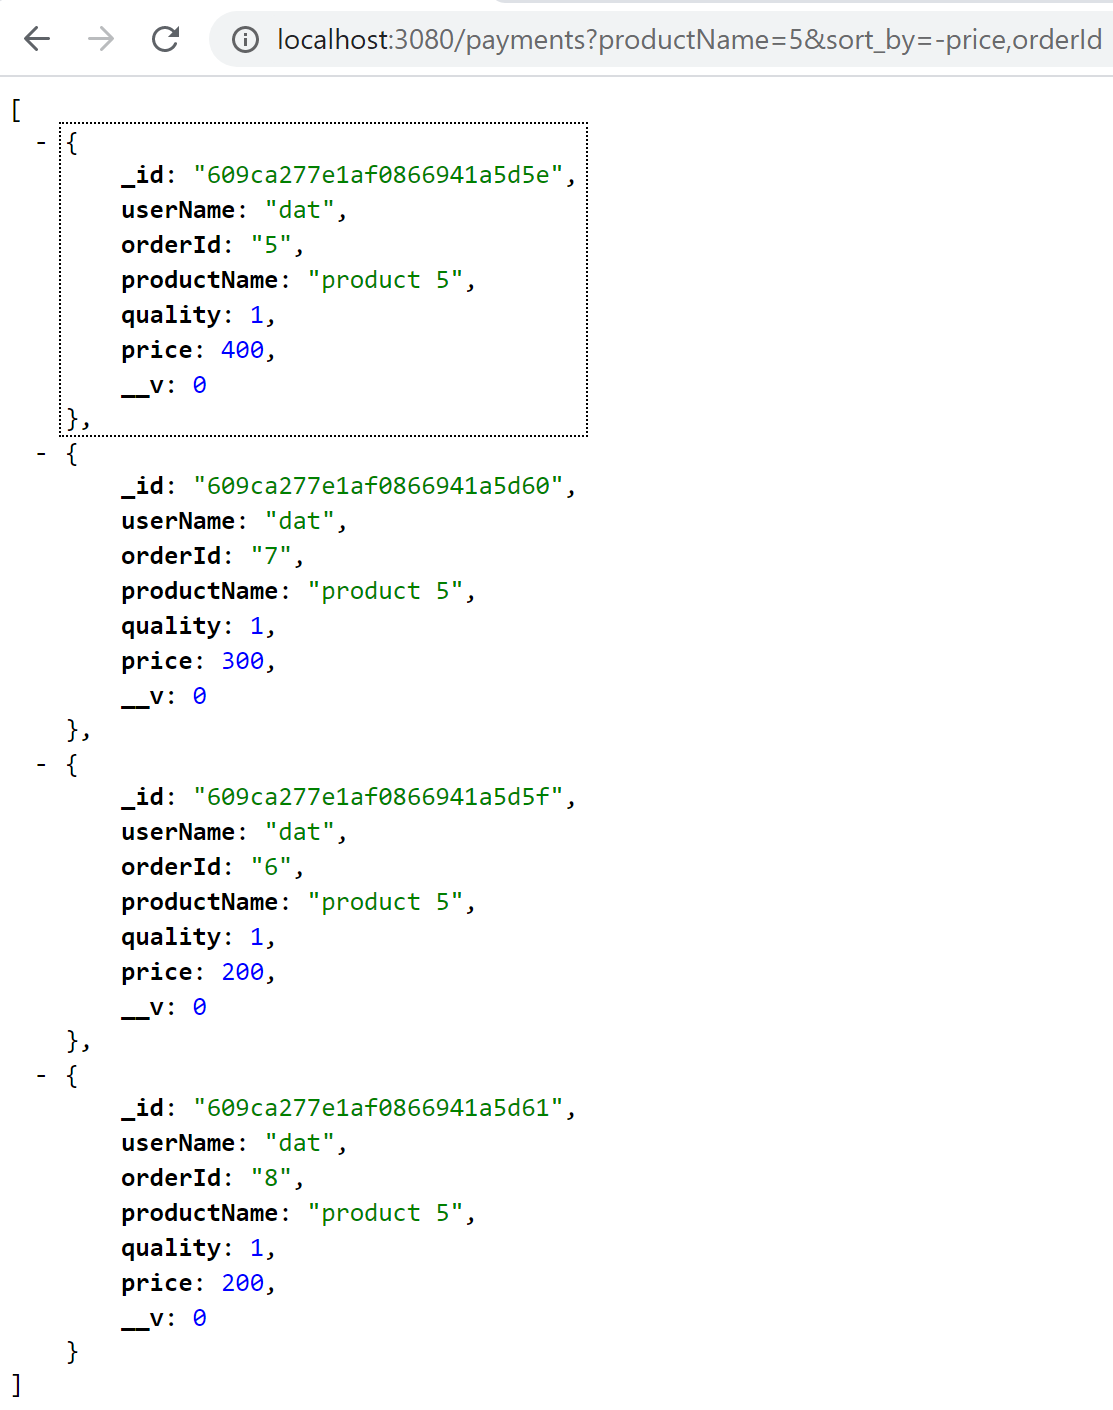 localhost:3080/payments?productName=5&sort_by=-price,orderId
[
- {
_id: "609ca277e1af0866941a5d5e",
userName: "dat",
orderId: "5",
productName: "product 5",
quality: 1,
price: 400,
__v: 0
},
- {
_id: "609ca277e1af0866941a5d60",
userName: "dat",
orderId: "7",
productName: "product 5",
quality: 1,
price: 300,
__v: 0
},
- {
_id: "609ca277e1af0866941a5d5f",
userName: "dat",
orderId: "6",
productName: "product 5",
quality: 1,
price: 200,
__v: 0
},
- {
_id: "609ca277e1af0866941a5d61",
userName: "dat",
orderId: "8",
productName: "product 5",
quality: 1,
price: 200,
__v: 0
}
]